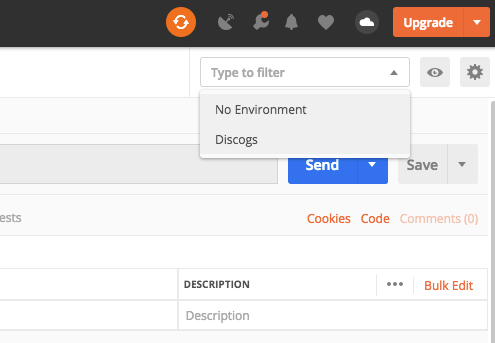 Upgrade
Type to filter
No Environment
Discogs
Send
Save
ests
Cookies Code Comments (0)
DESCRIPTION
Bulk Edit
Description